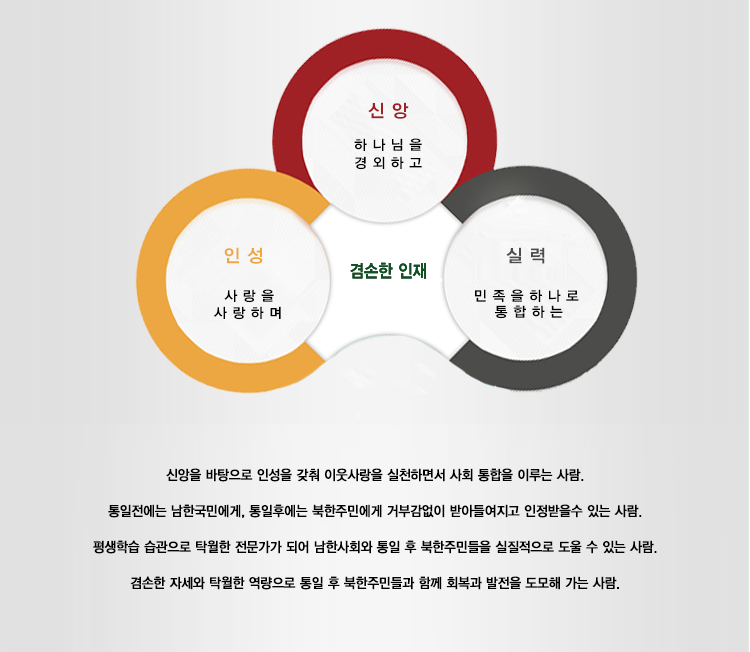 신 앙
하 나 님 을
경 외 하 고
인 성
사 랑 을
사 랑 하 며
겸손한 인재
실 력
민 족 을 하 나 로
통 합 하 는
신앙을 바탕으로 인성을 갖춰 이웃사랑을 실천하면서 사회 통합을 이루는 사람.
통일전에는 남한국민에게, 통일후에는 북한주민에게 거부감없이 받아들여지고 인정받을수 있는 사람.
평생학습 습관으로 탁월한 전문가가 되어 남한사회와 통일 후 북한주민들을 실질적으로 도울 수 있는 사람.
겸손한 자세와 탁월한 역량으로 통일 후 북한주민들과 함께 회복과 발전을 도모해 가는 사람.